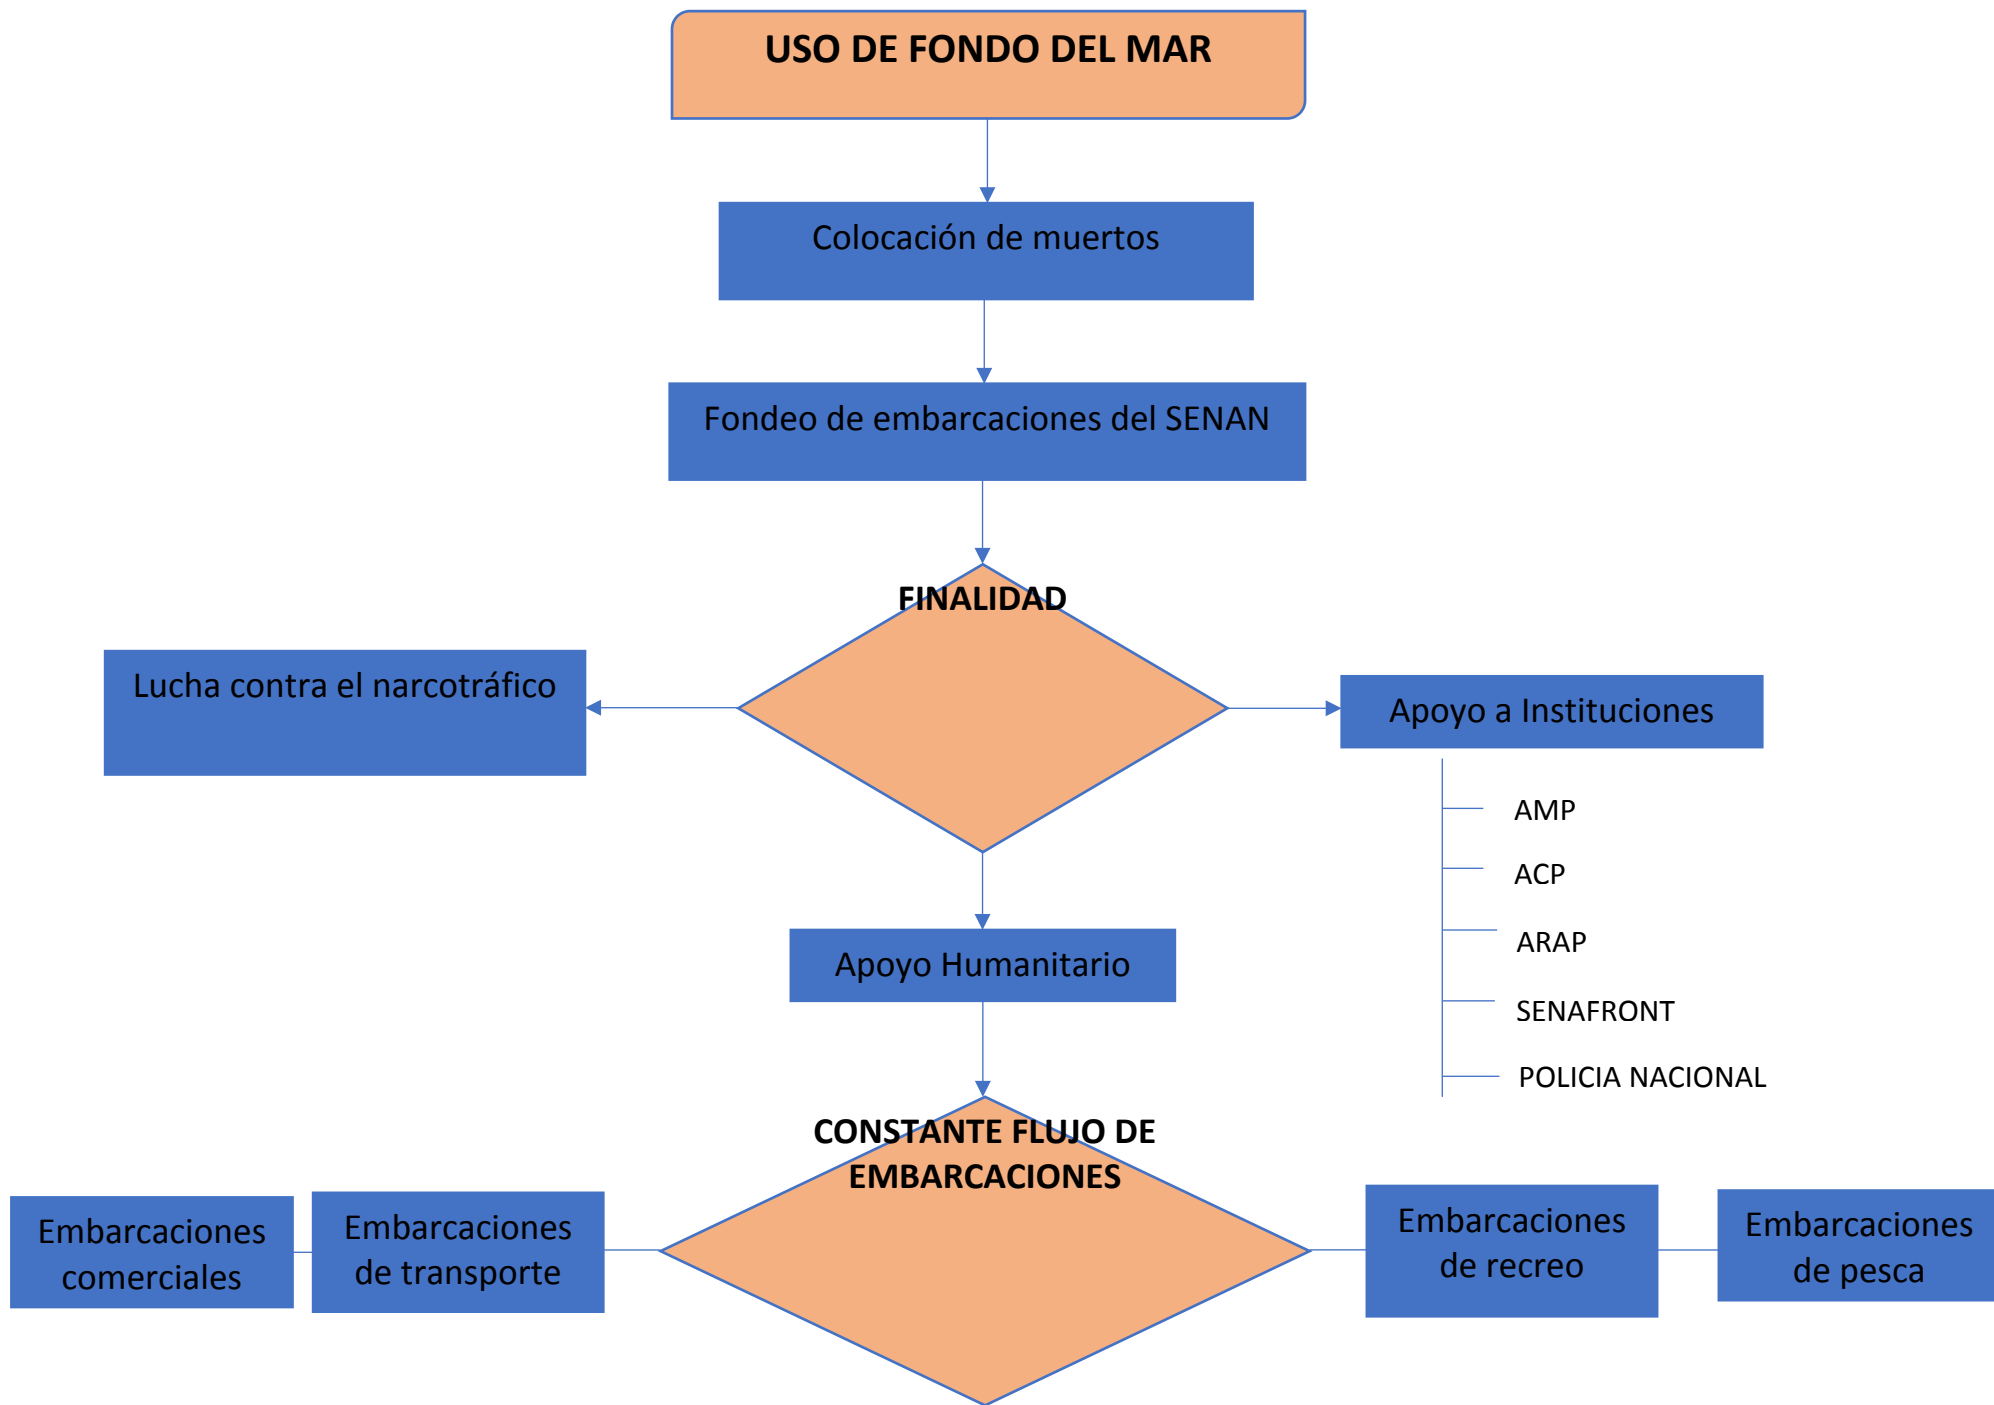 USO DE FONDO DEL MAR
Colocación de muertos
Fondeo de embarcaciones del SENAN
FINALIDAD
Lucha contra el narcotráfico
Apoyo a Instituciones
AMP
ACP
ARAP
SENAFRONT
POLICIA NACIONAL
Apoyo Humanitario
CONSTANTE FLUJO DE
EMBARCACIONES
Embarcaciones
comerciales
Embarcaciones
de transporte
Embarcaciones
de recreo
Embarcaciones
de pesca